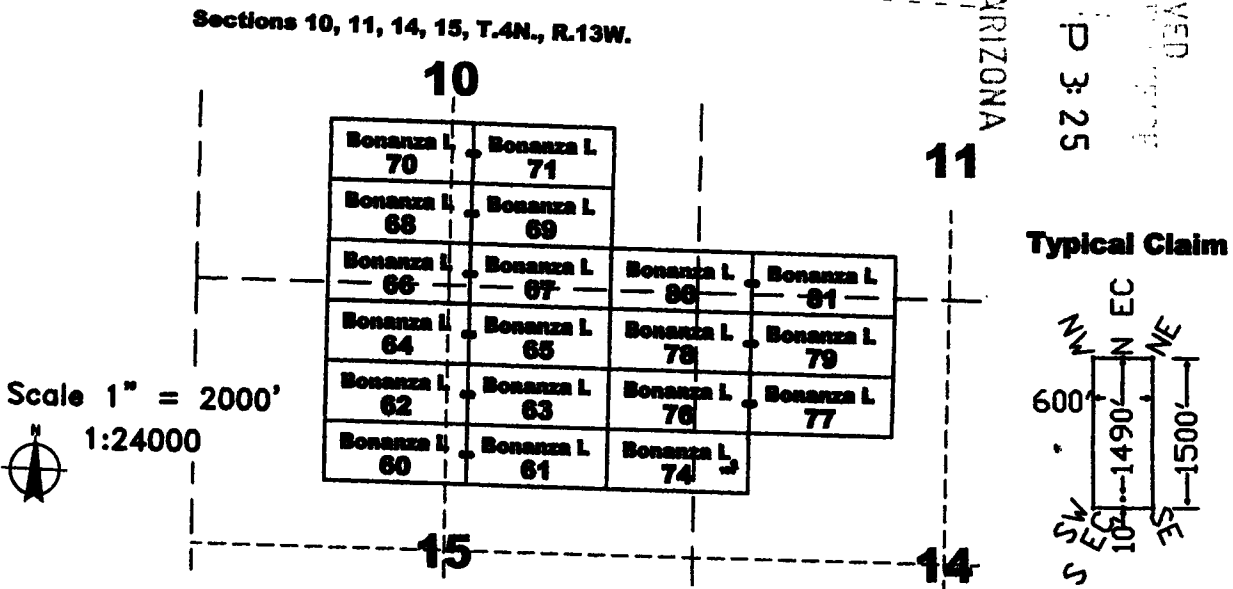 Sections 10, 11, 14, 15, T.4N., R.13W.
ARIZONA
P 3:25
10
11
Bonanza L
70
Bonanza L
71
Bonanza L
68
Bonanza L
69
Bonanza L
66
Bonanza L
67
Bonanza L
80
Bonanza L
81
Bonanza L
64
Bonanza L
65
Bonanza L
78
Bonanza L
79
Bonanza L
62
Bonanza L
63
Bonanza L
76
Bonanza L
77
Bonanza L
60
Bonanza L
61
Bonanza L
74
15
14
Scale 1" = 2000'
N
1:24000
Typical Claim
NW
N EC
NE
600'
1490'
1500'
10'
SW
S EC
SE